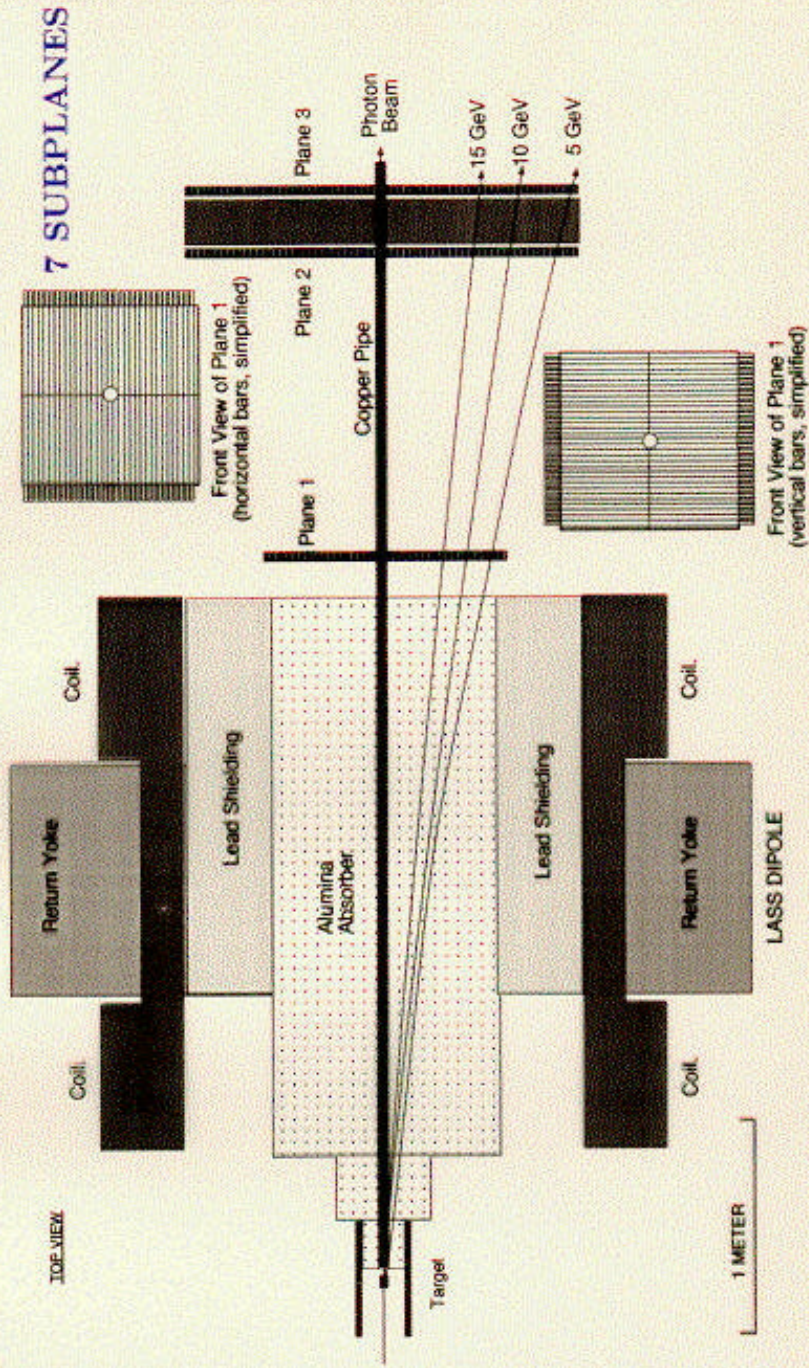 7 SUBPLANES
TOP VIEW
Coil.
Return Yoke
Coil.
Lead Shielding
Alumina
Absorber
Target
Front View of Plane 1
(horizontal bars, simplified)
Plane 1
Plane 2
Plane 3
Copper Pipe
Photon
Beam
15 GeV
10 GeV
5 GeV
Lead Shielding
Coil.
Return Yoke
Coil.
LASS DIPOLE
1 METER
Front View of Plane 1
(vertical bars, simplified)